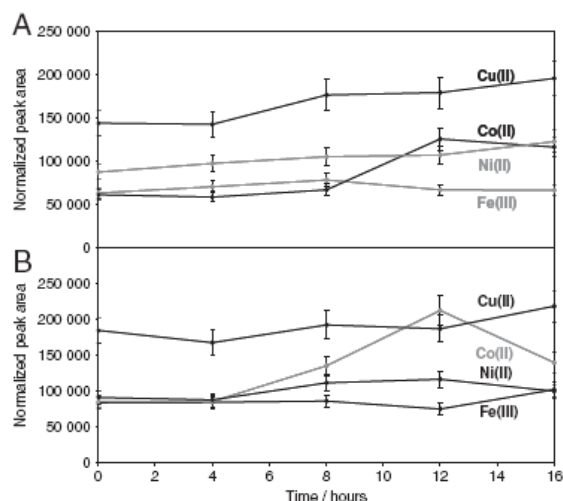 A
Normalized peak area
250 000
200 000
150 000
100 000
50 000
0
Cu(II)
Co(II)
Ni(II)
Fe(III)
B
Normalized peak area
250 000
200 000
150 000
100 000
50 000
0
Cu(II)
Co(II)
Ni(II)
Fe(III)
0 2 4 6 8 10 12 14 16
Time / hours